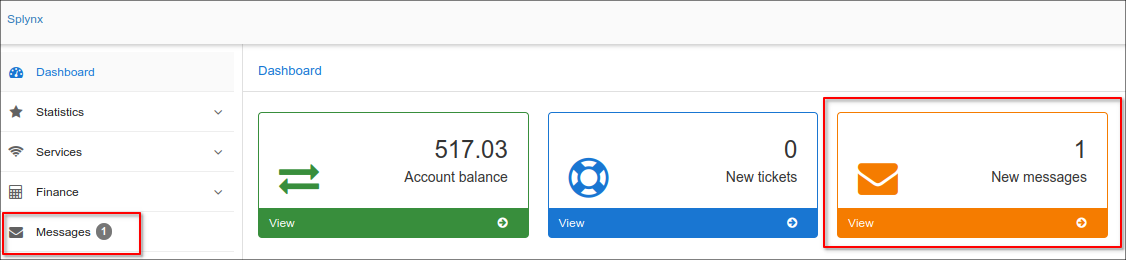 Splynx
Dashboard
Statistics
Services
Finance
Messages 1
Dashboard
517.03
Account balance
View
0
New tickets
View
1
New messages
View